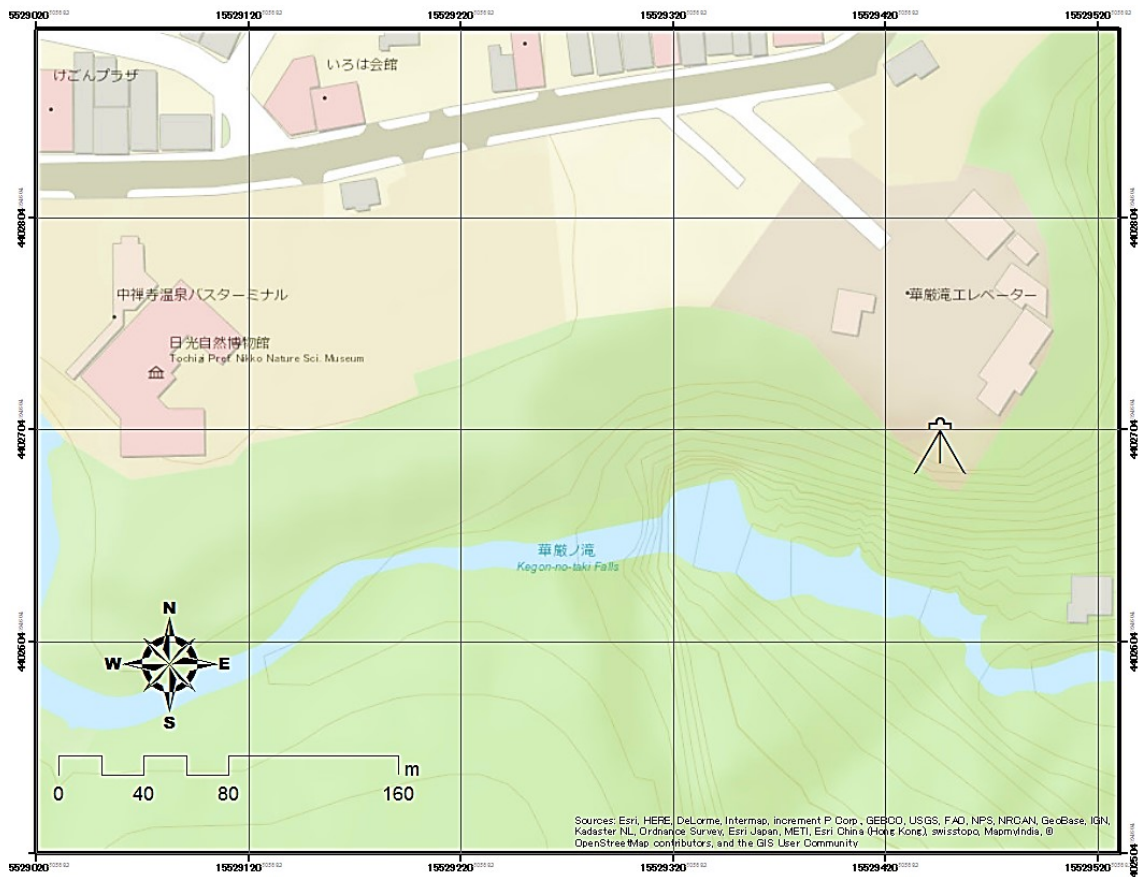 15529020 15529120 15529220 15529320 15529420 15529520
けごんプラザ
いろは会館
4402804 4402804
中禅寺温泉バスターミナル
華厳滝エレベーター
日光自然博物館
Tochigi Pref. Nikko Nature Sci. Museum
4402704 4402704
華厳ノ滝
Kegon-no-taki Falls
N
W E
S
4402604 4402604
m
0 40 80 160
Sources: Esri, HERE, DeLorme, Intermap, increment P Corp., GEBCO, USGS, FAO, NPS, NRCAN, GeoBase, IGN,
Kadaster NL, Ordnance Survey, Esri Japan, METI, Esri China (Hong Kong), swisstopo, MapmyIndia, ©
OpenStreetMap contributors, and the GIS User Community
4402504
15529020 15529120 15529220 15529320 15529420 15529520